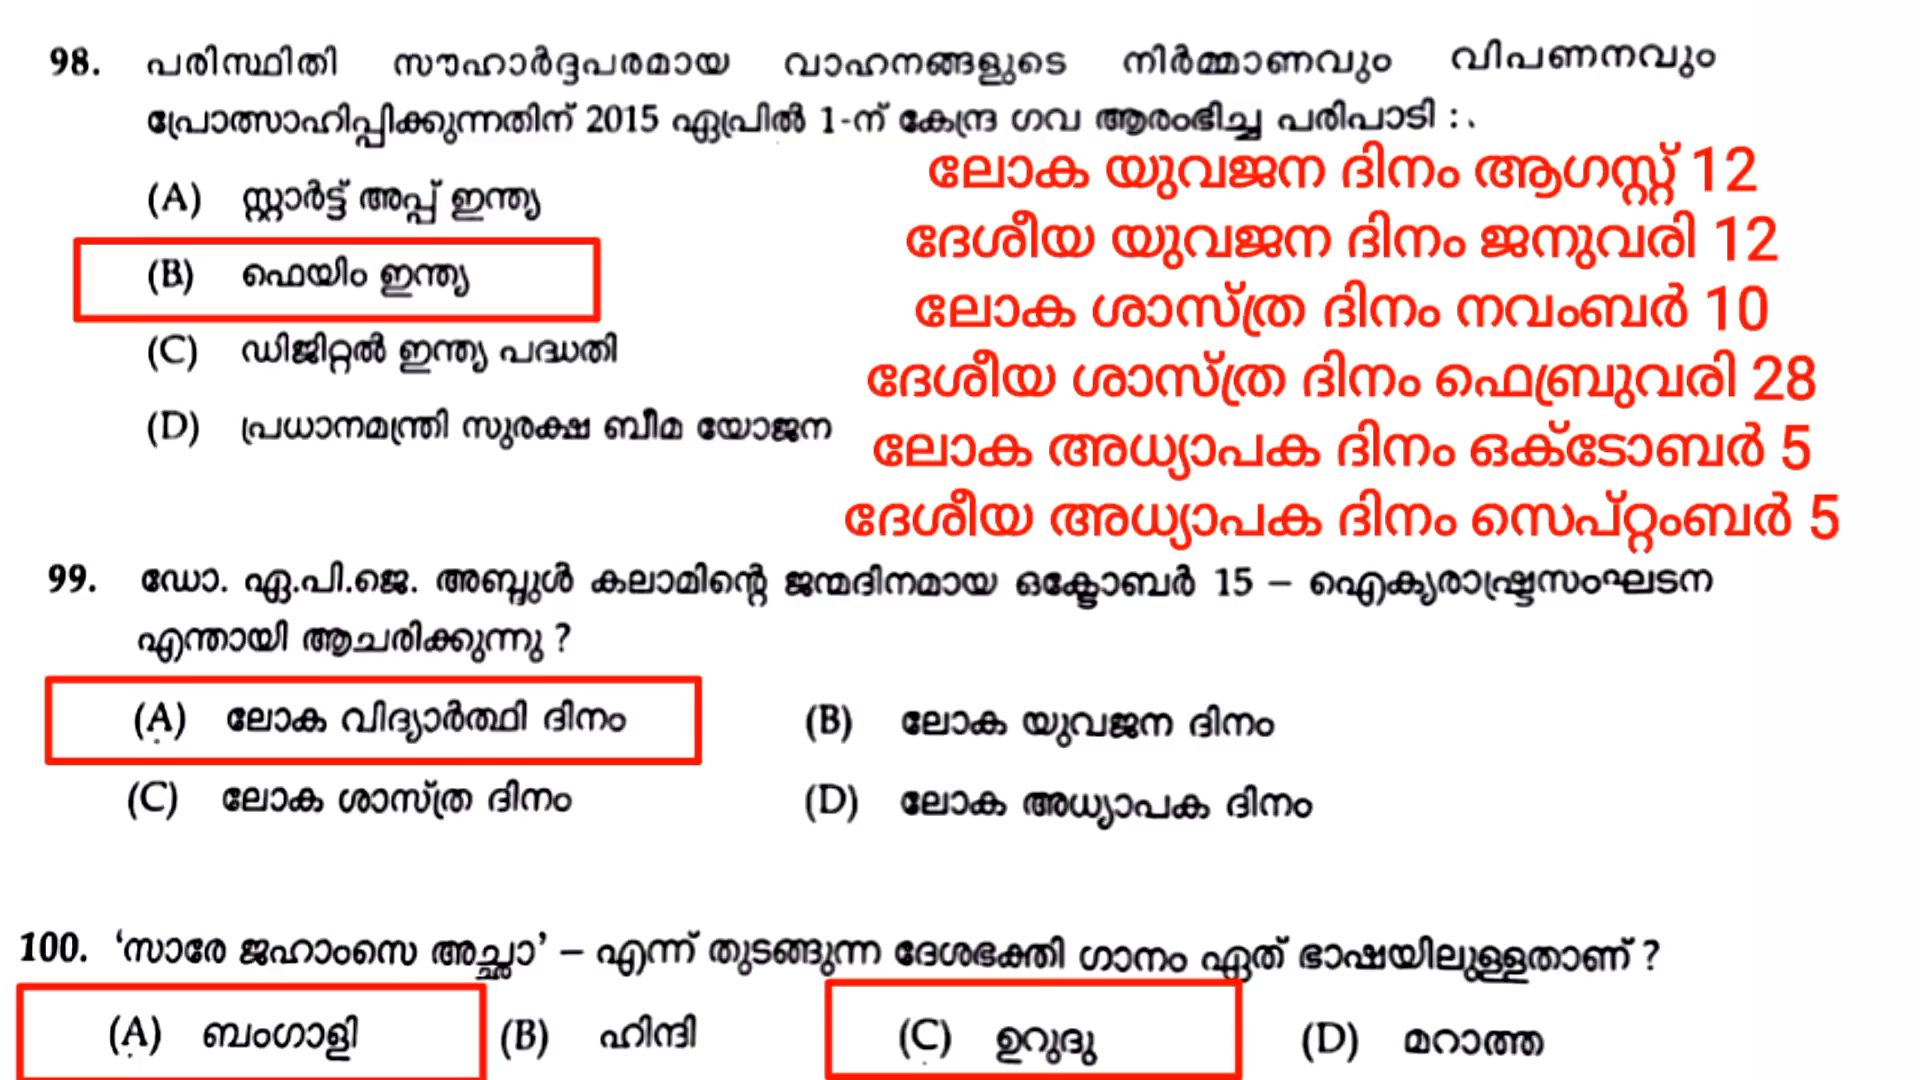 98. പരിസ്ഥിതി സൗഹാർദ്ദപരമായ വാഹനങ്ങളുടെ നിർമ്മാണവും വിപണനവും
പ്രോത്സാഹിപ്പിക്കുന്നതിന് 2015 ഏപ്രിൽ 1-ന് കേന്ദ്ര ഗവ ആരംഭിച്ച പരിപാടി :.
(A) സ്റ്റാർട്ട് അപ്പ് ഇന്ത്യ
(B) ഫെയിം ഇന്ത്യ
(C) ഡിജിറ്റൽ ഇന്ത്യ പദ്ധതി
(D) പ്രധാനമന്ത്രി സുരക്ഷ ബീമ യോജന
ലോക യുവജന ദിനം ആഗസ്റ്റ് 12
ദേശീയ യുവജന ദിനം ജനുവരി 12
ലോക ശാസ്ത്ര ദിനം നവംബർ 10
ദേശീയ ശാസ്ത്ര ദിനം ഫെബ്രുവരി 28
ലോക അധ്യാപക ദിനം ഒക്ടോബർ 5
ദേശീയ അധ്യാപക ദിനം സെപ്റ്റംബർ 5
99. ഡോ. ഏ.പി.ജെ. അബ്ദുൾ കലാമിന്റെ ജന്മദിനമായ ഒക്ടോബർ 15 – ഐക്യരാഷ്ട്രസംഘടന
എന്തായി ആചരിക്കുന്നു ?
(A) ലോക വിദ്യാർത്ഥി ദിനം (B) ലോക യുവജന ദിനം
(C) ലോക ശാസ്ത്ര ദിനം (D) ലോക അധ്യാപക ദിനം
100. ‘സാരേ ജഹാംസെ അച്ഛാ’ – എന്ന് തുടങ്ങുന്ന ദേശഭക്തി ഗാനം ഏത് ഭാഷയിലുള്ളതാണ് ?
(A) ബംഗാളി (B) ഹിന്ദി (C) ഉറുദു (D) മറാത്ത